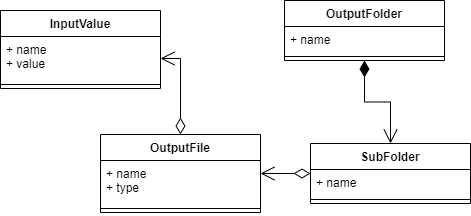 InputValue
+ name
+ value
OutputFolder
+ name
OutputFile
+ name
+ type
SubFolder
+ name